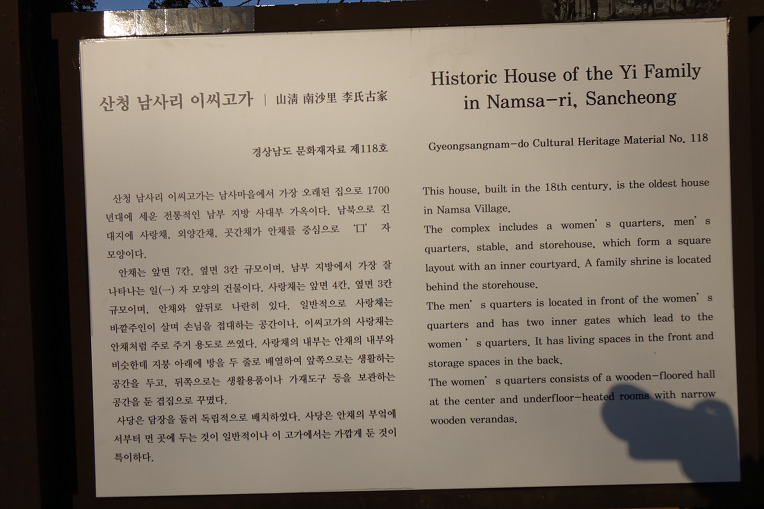 산청 남사리 이씨고가 | 山淸 南沙里 李氏古家
경상남도 문화재자료 제118호
산청 남사리 이씨고가는 남사마을에서 가장 오래된 집으로 1700
년대에 세운 전통적인 남부 지방 사대부 가옥이다. 남북으로 긴
대지에 사랑채, 외양간채, 곳간채가 안채를 중심으로 '口' 자
모양이다.
안채는 앞면 7칸, 옆면 3칸 규모이며, 남부 지방에서 가장 잘
나타나는 일(一) 자 모양의 건물이다. 사랑채는 앞면 4칸, 옆면 3칸
규모이며, 안채와 앞뒤로 나란히 있다. 일반적으로 사랑채는
바깥주인이 살며 손님을 접대하는 공간이나, 이씨고가의 사랑채는
안채처럼 주로 주거 용도로 쓰였다. 사랑채의 내부는 안채의 내부와
비슷한데 지붕 아래에 방을 두 줄로 배열하여 앞쪽으로는 생활하는
공간을 두고, 뒤쪽으로는 생활용품이나 가재도구 등을 보관하는
공간을 둔 겹집으로 꾸몄다.
사당은 담장을 둘러 독립적으로 배치하였다. 사당은 안채의 부엌에
서부터 먼 곳에 두는 것이 일반적이나 이 고가에서는 가깝게 둔 것이
특이하다.
Historic House of the Yi Family
in Namsa-ri, Sancheong
Gyeongsangnam-do Cultural Heritage Material No. 118
This house, built in the 18th century, is the oldest house
in Namsa Village.
The complex includes a women's quarters, men's
quarters, stable, and storehouse, which form a square
layout with an inner courtyard. A family shrine is located
behind the storehouse.
The men's quarters is located in front of the women's
quarters and has two inner gates which lead to the
women's quarters. It has living spaces in the front and
storage spaces in the back.
The women's quarters consists of a wooden-floored hall
at the center and underfloor-heated rooms with narrow
wooden verandas.